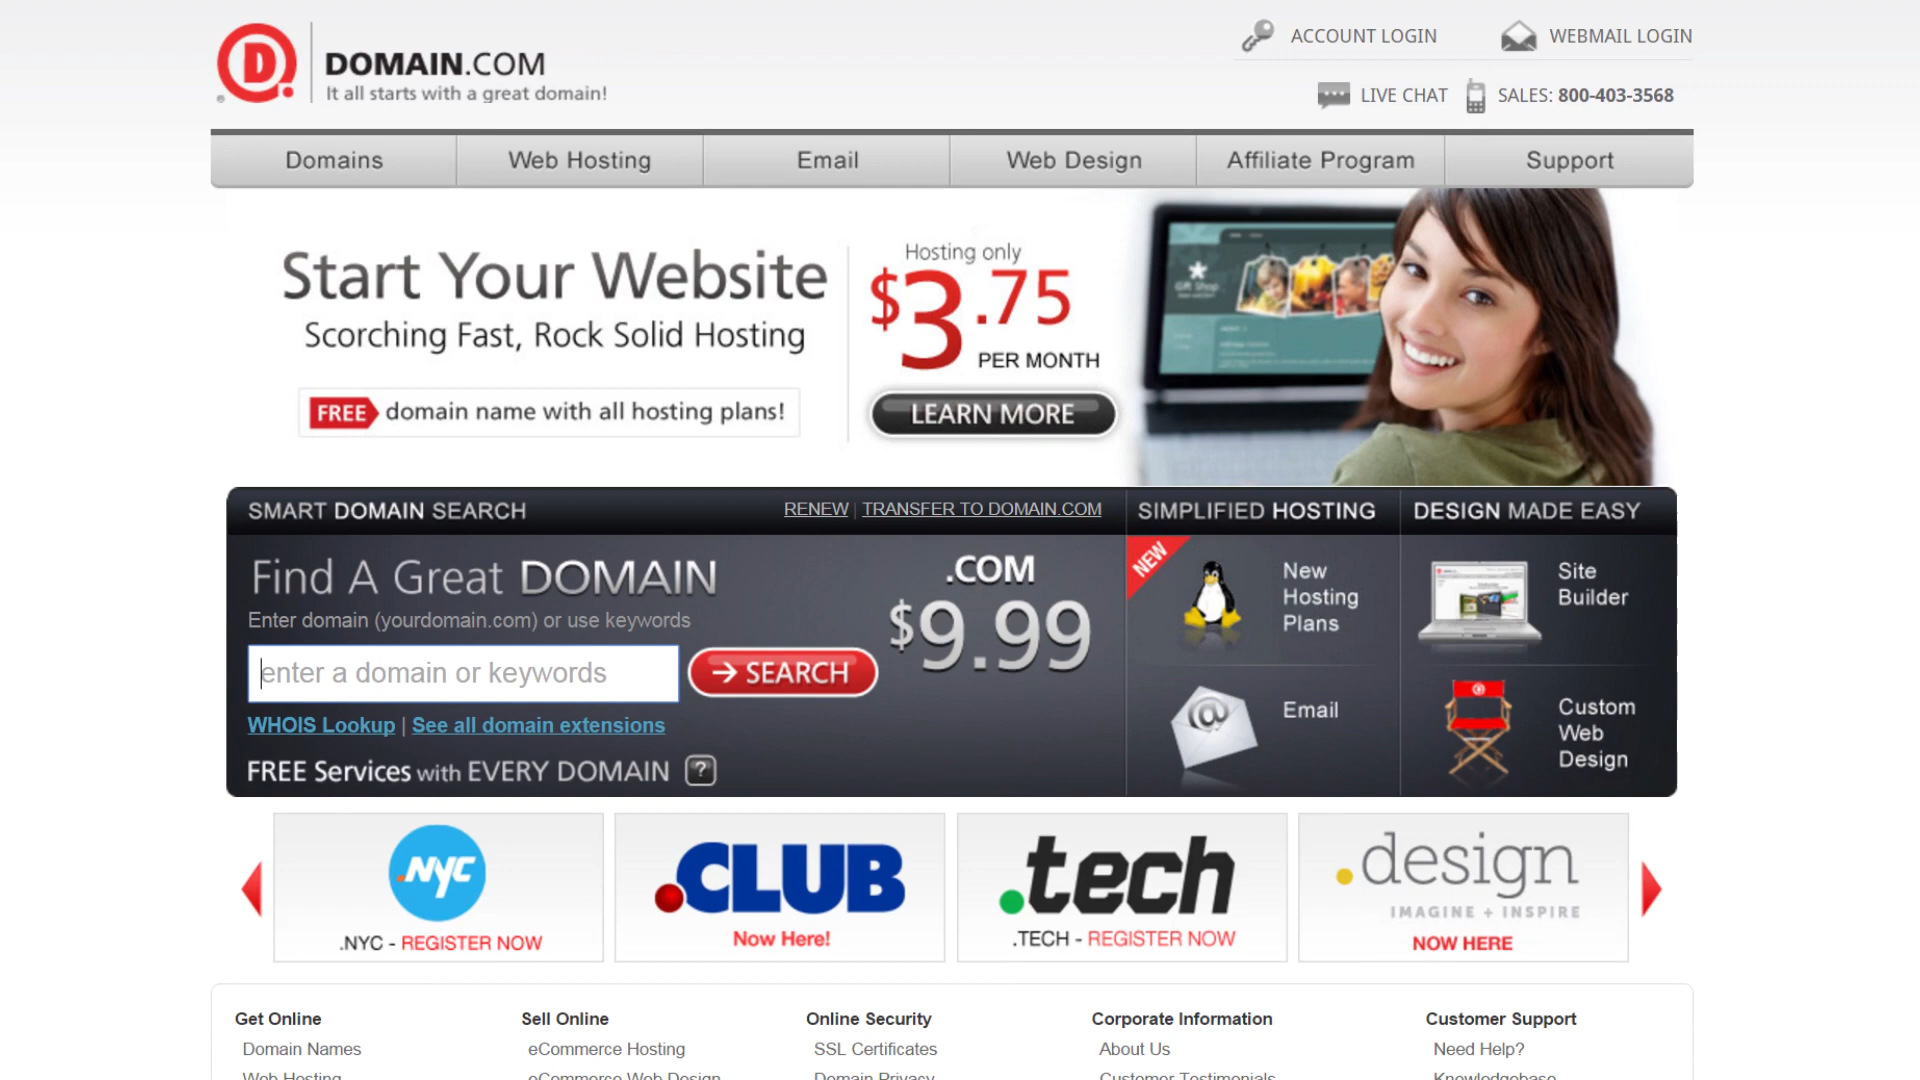 DOMAIN.COM
It all starts with a great domain!
ACCOUNT LOGIN
WEBMAIL LOGIN
LIVE CHAT
SALES: 800-403-3568
Domains
Web Hosting
Email
Web Design
Affiliate Program
Support
Start Your Website
Scorching Fast, Rock Solid Hosting
FREE domain name with all hosting plans!
Hosting only
$3.75
PER MONTH
LEARN MORE
Gift Shop
SMART DOMAIN SEARCH
RENEW | TRANSFER TO DOMAIN.COM
Find A Great DOMAIN
Enter domain (yourdomain.com) or use keywords
enter a domain or keywords
→ SEARCH
.COM
$9.99
WHOIS Lookup | See all domain extensions
FREE Services with EVERY DOMAIN ?
SIMPLIFIED HOSTING
NEW
New
Hosting
Plans
Email
DESIGN MADE EASY
Site
Builder
Custom
Web
Design
.NYC
.NYC - REGISTER NOW
.CLUB
Now Here!
.tech
.TECH - REGISTER NOW
.design
IMAGINE + INSPIRE
NOW HERE
Get Online
Domain Names
Web Hosting
Sell Online
eCommerce Hosting
eCommerce Web Design
Online Security
SSL Certificates
Domain Privacy
Corporate Information
About Us
Customer Testimonials
Customer Support
Need Help?
Knowledgebase